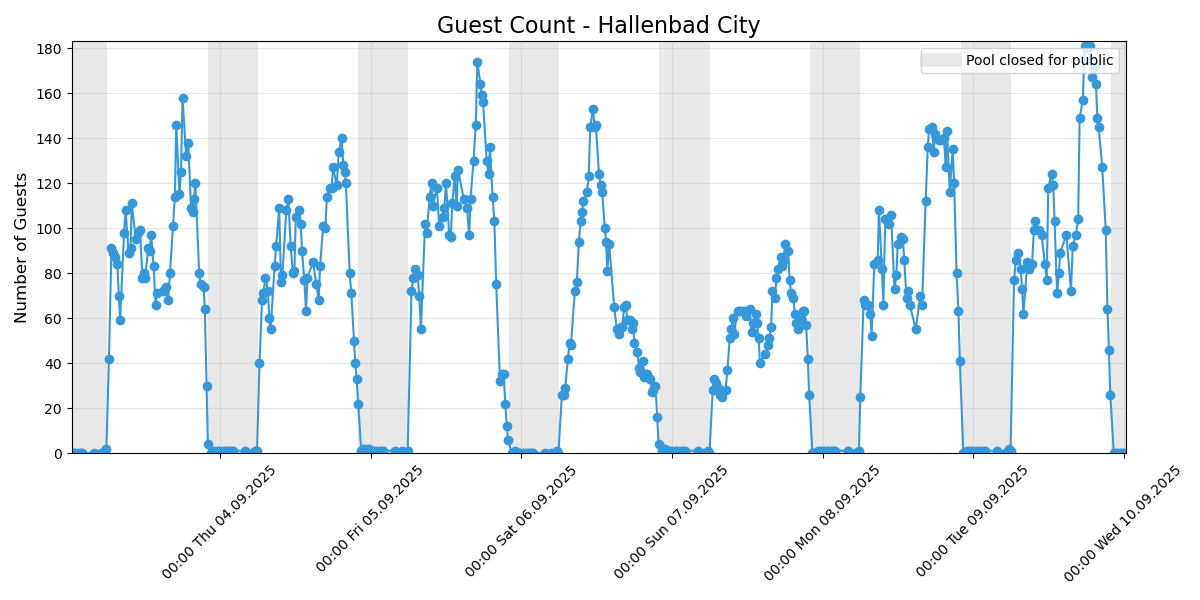 Guest Count - Hallenbad City
Number of Guests
180
160
140
120
100
80
60
40
20
0
Pool closed for public
00:00 Thu 04.09.2025
00:00 Fri 05.09.2025
00:00 Sat 06.09.2025
00:00 Sun 07.09.2025
00:00 Mon 08.09.2025
00:00 Tue 09.09.2025
00:00 Wed 10.09.2025